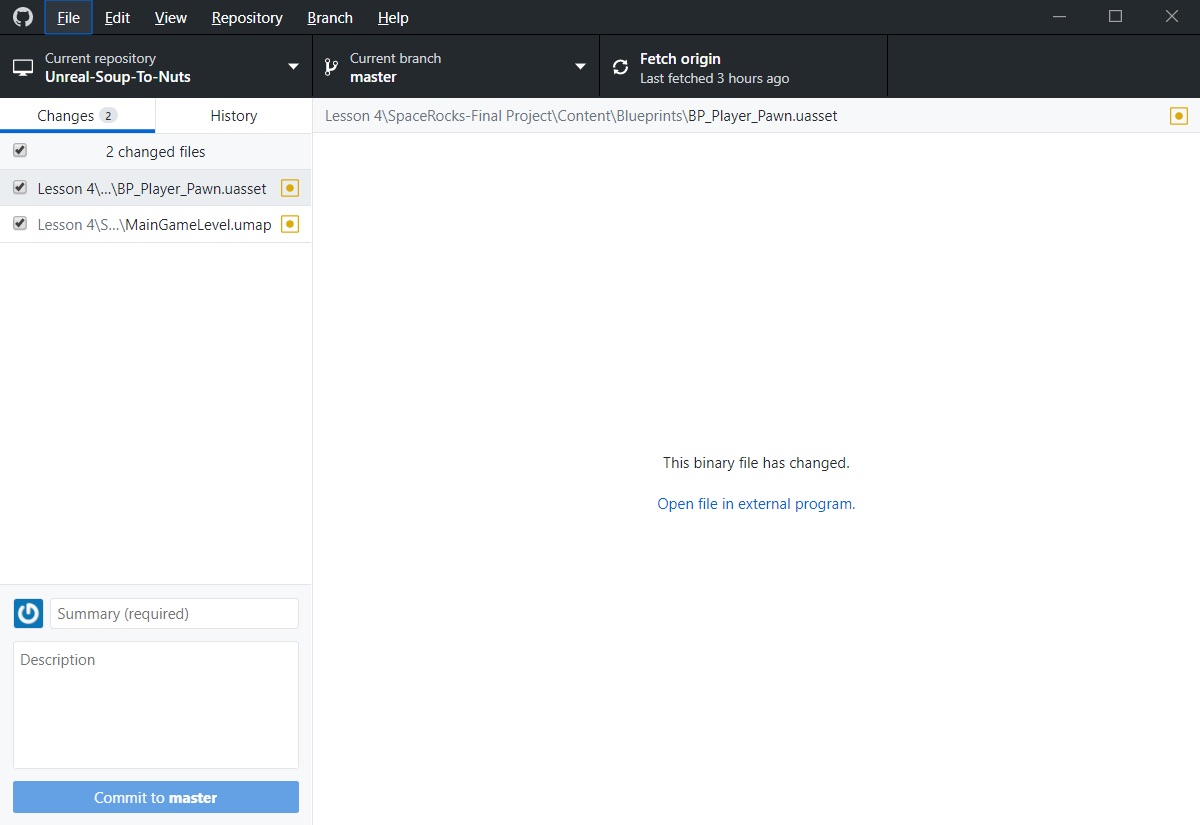 File Edit View Repository Branch Help
Current repository
Unreal-Soup-To-Nuts
Current branch
master
Fetch origin
Last fetched 3 hours ago
Changes 2
History
Lesson 4\SpaceRocks-Final Project\Content\Blueprints\BP_Player_Pawn.uasset
2 changed files
Lesson 4\...\BP_Player_Pawn.uasset
Lesson 4\S...\MainGameLevel.umap
This binary file has changed.
Open file in external program.
Summary (required)
Description
Commit to master